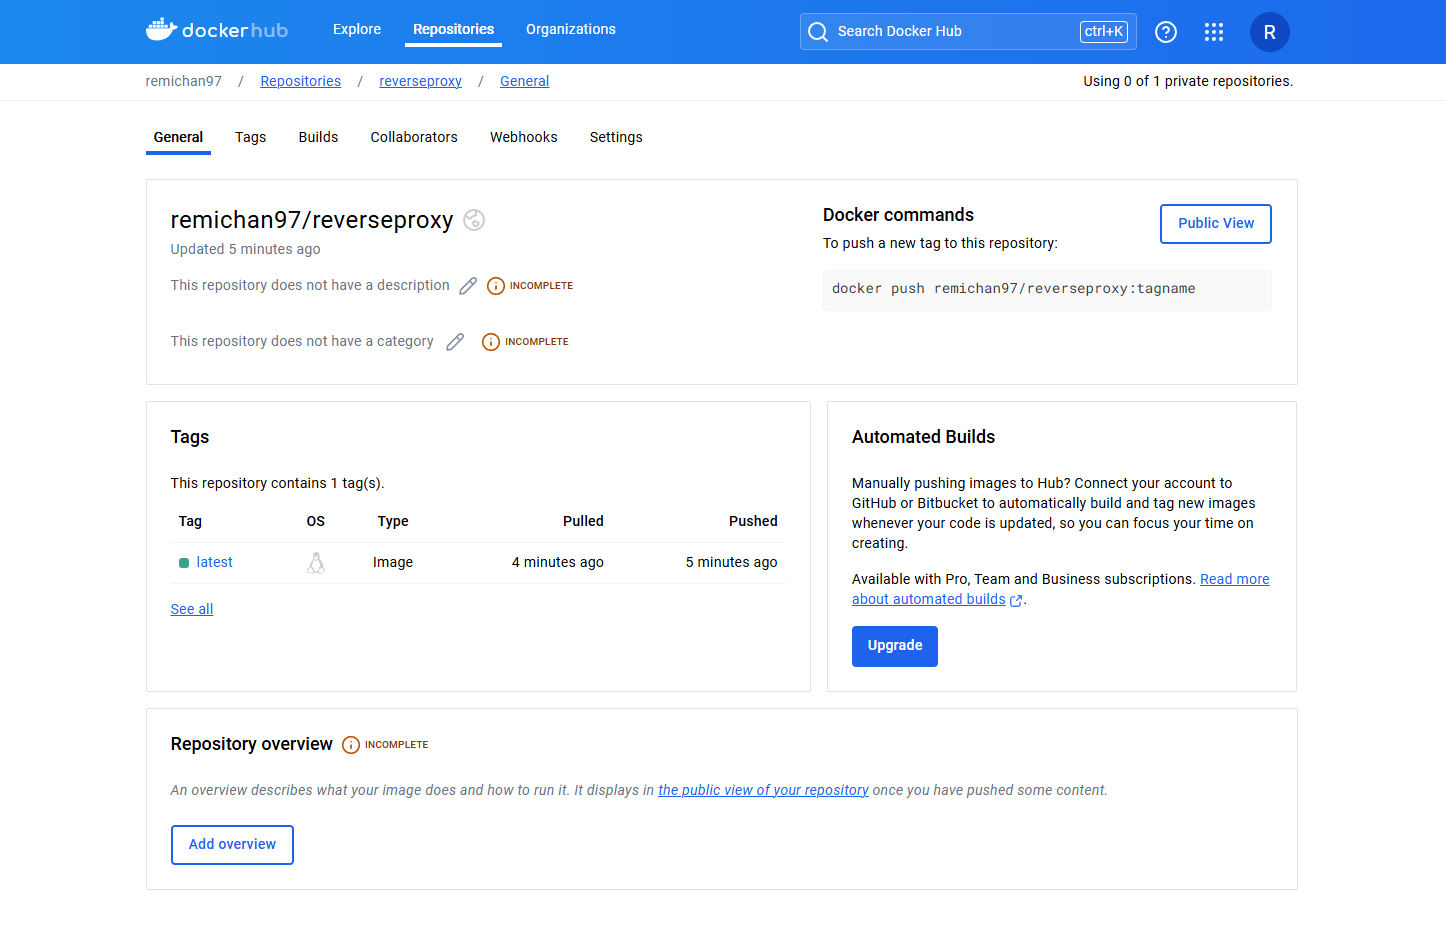 dockerhub Explore Repositories Organizations Search Docker Hub ctrl+K ? R
remichan97 / Repositories / reverseproxy / General Using 0 of 1 private repositories.
General Tags Builds Collaborators Webhooks Settings
remichan97/reverseproxy
Updated 5 minutes ago
This repository does not have a description INCOMPLETE
This repository does not have a category INCOMPLETE
Docker commands
Public View
To push a new tag to this repository:
docker push remichan97/reverseproxy:tagname
Tags
This repository contains 1 tag(s).
Tag OS Type Pulled Pushed
latest Image 4 minutes ago 5 minutes ago
See all
Automated Builds
Manually pushing images to Hub? Connect your account to
GitHub or Bitbucket to automatically build and tag new images
whenever your code is updated, so you can focus your time on
creating.
Available with Pro, Team and Business subscriptions. Read more
about automated builds .
Upgrade
Repository overview INCOMPLETE
An overview describes what your image does and how to run it. It displays in the public view of your repository once you have pushed some content.
Add overview